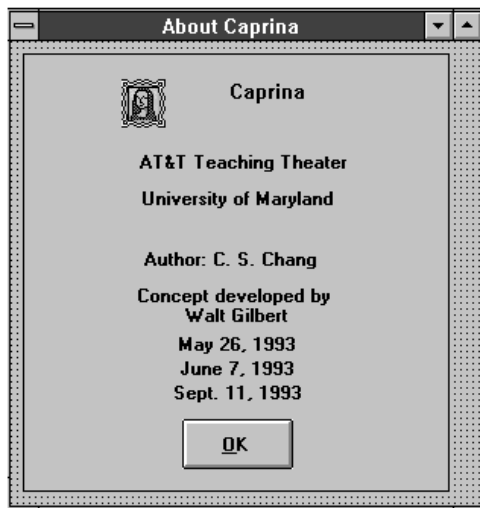 About Caprina
Caprina
AT&T Teaching Theater
University of Maryland
Author: C. S. Chang
Concept developed by
Walt Gilbert
May 26, 1993
June 7, 1993
Sept. 11, 1993
OK